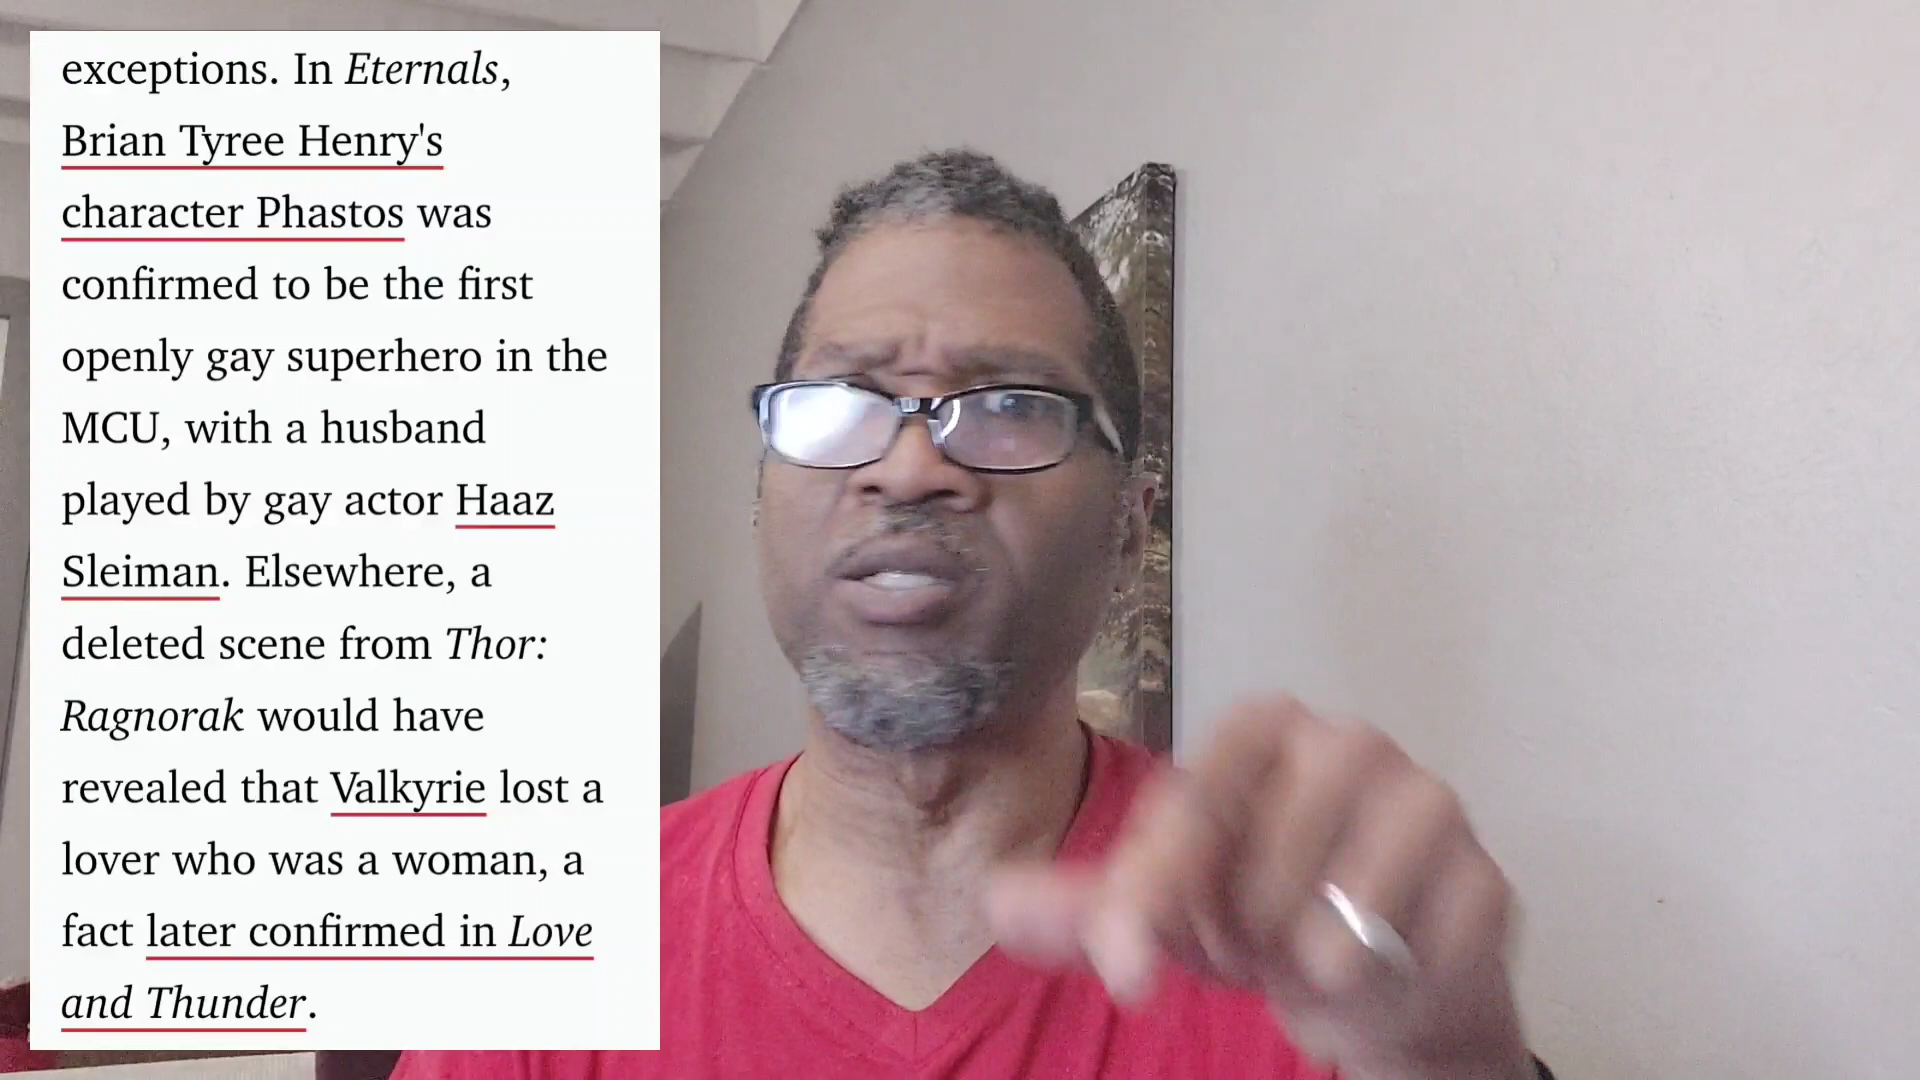 exceptions. In Eternals,
Brian Tyree Henry's
character Phastos was
confirmed to be the first
openly gay superhero in the
MCU, with a husband
played by gay actor Haaz
Sleiman. Elsewhere, a
deleted scene from Thor:
Ragnorak would have
revealed that Valkyrie lost a
lover who was a woman, a
fact later confirmed in Love
and Thunder.